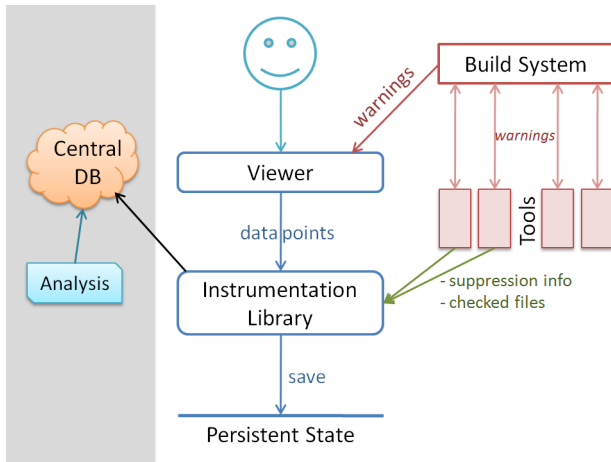 Build System
warnings
warnings
Central
DB
Viewer
Tools
data points
Analysis
Instrumentation
Library
- suppression info
- checked files
save
Persistent State